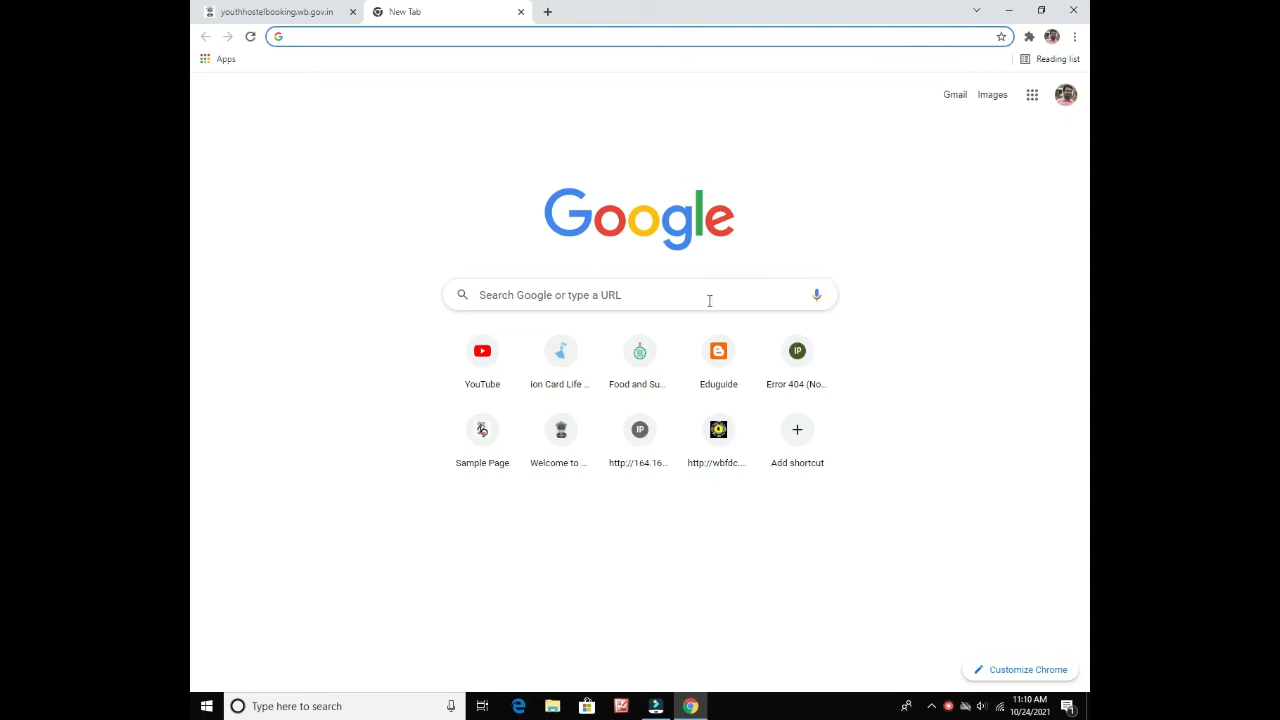 youthhostelbooking.wb.gov.in
New Tab
Apps
Reading list
Gmail
Images
Google
Search Google or type a URL
YouTube
ion Card Life ...
Food and Su...
Eduguide
Error 404 (No...
Sample Page
Welcome to ...
http://164.16...
http://wbfdc....
Add shortcut
Customize Chrome
Type here to search
11:10 AM
10/24/2021